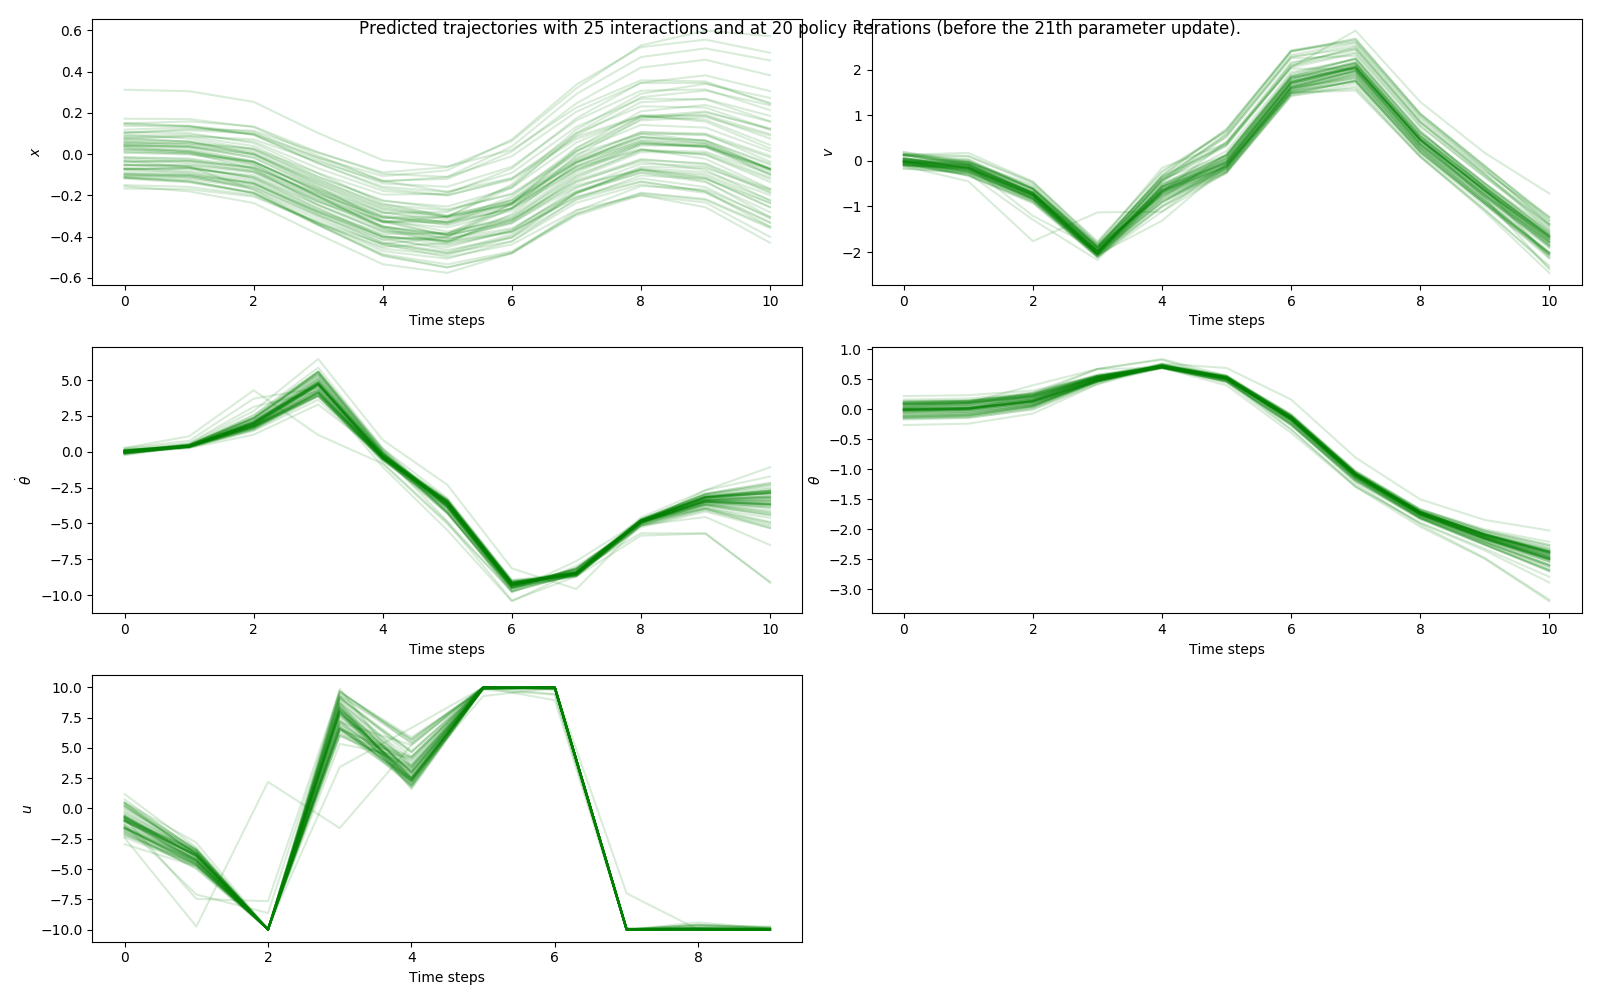 Predicted trajectories with 25 interactions and at 20 policy iterations (before the 21th parameter update).
0.6
0.4
0.2
0.0
−0.2
−0.4
−0.6
x
0 2 4 6 8 10
Time steps
2
1
0
−1
−2
v
0 2 4 6 8 10
Time steps
5.0
2.5
0.0
−2.5
−5.0
−7.5
−10.0
θ̇
0 2 4 6 8 10
Time steps
1.0
0.5
0.0
−0.5
−1.0
−1.5
−2.0
−2.5
−3.0
θ
0 2 4 6 8 10
Time steps
10.0
7.5
5.0
2.5
0.0
−2.5
−5.0
−7.5
−10.0
u
0 2 4 6 8
Time steps